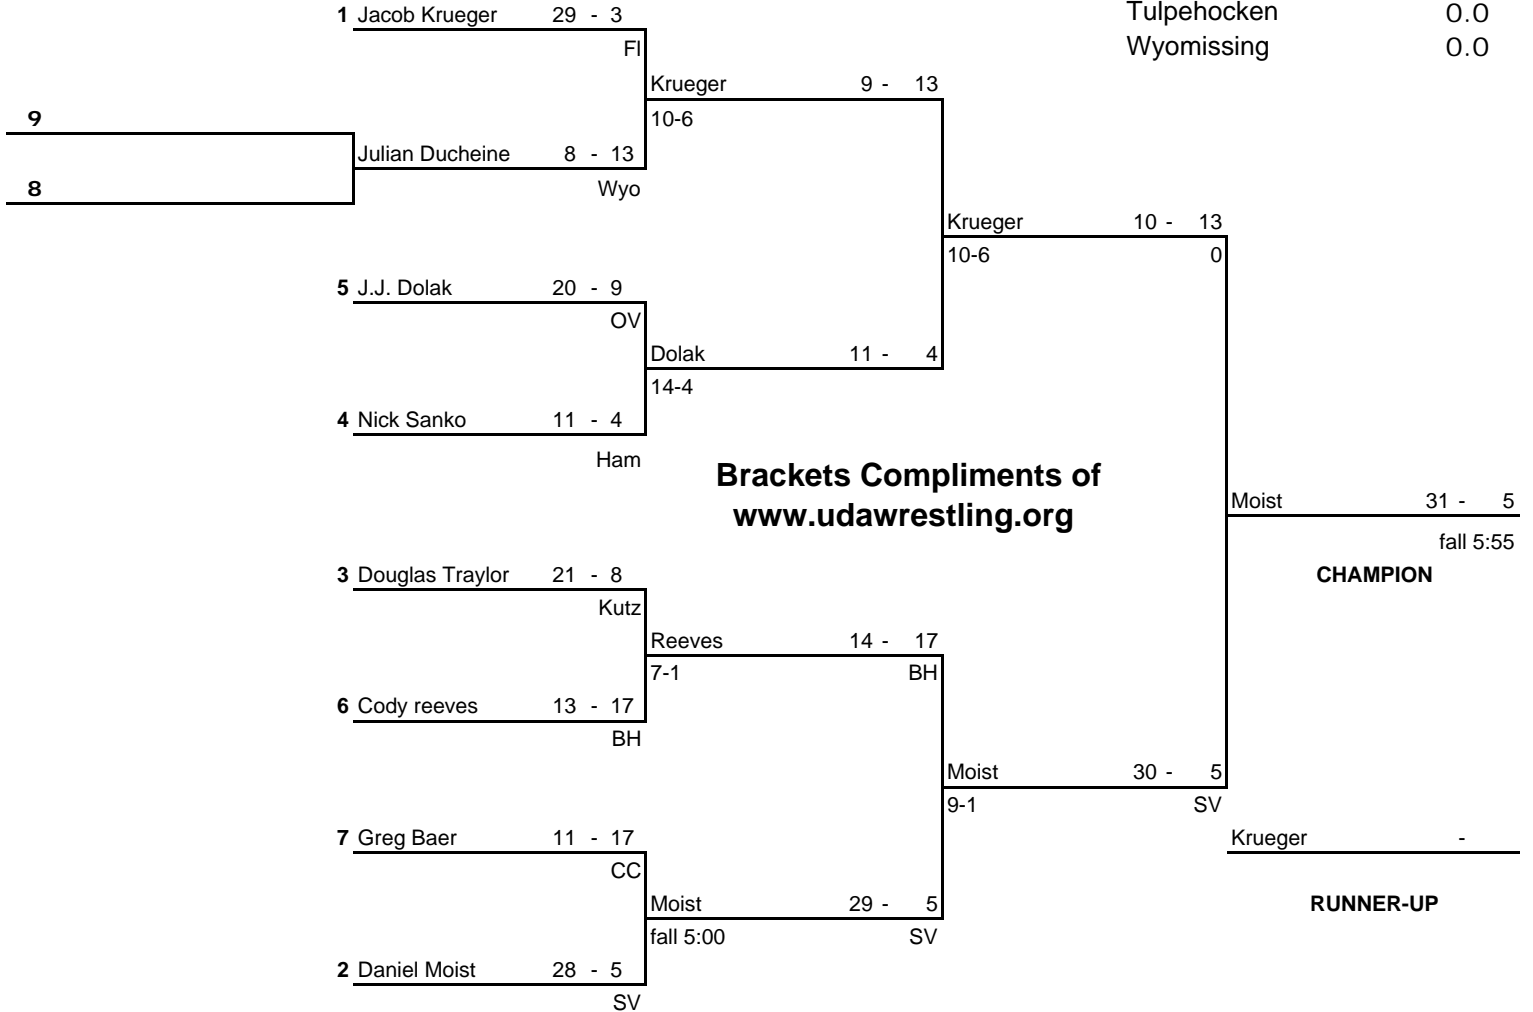 Tulpehocken 0.0
Wyomissing 0.0
1 Jacob Krueger 29 - 3
Fl
Krueger 9 - 13
10-6
9
Julian Ducheine 8 - 13
8
Wyo
Krueger 10 - 13
10-6 0
5 J.J. Dolak 20 - 9
OV
Dolak 11 - 4
14-4
4 Nick Sanko 11 - 4
Ham
Brackets Compliments of
www.udawrestling.org
Moist 31 - 5
fall 5:55
CHAMPION
3 Douglas Traylor 21 - 8
Kutz
Reeves 14 - 17
7-1 BH
6 Cody reeves 13 - 17
BH
Moist 30 - 5
9-1 SV
7 Greg Baer 11 - 17
CC
Krueger -
RUNNER-UP
Moist 29 - 5
fall 5:00 SV
2 Daniel Moist 28 - 5
SV